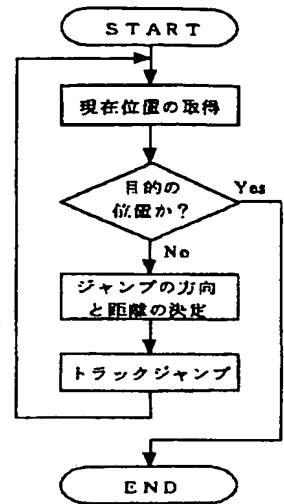 START
現在位置の取得
目的の
位置か?
Yes
No
ジャンプの方向
と距離の決定
トラックジャンプ
END